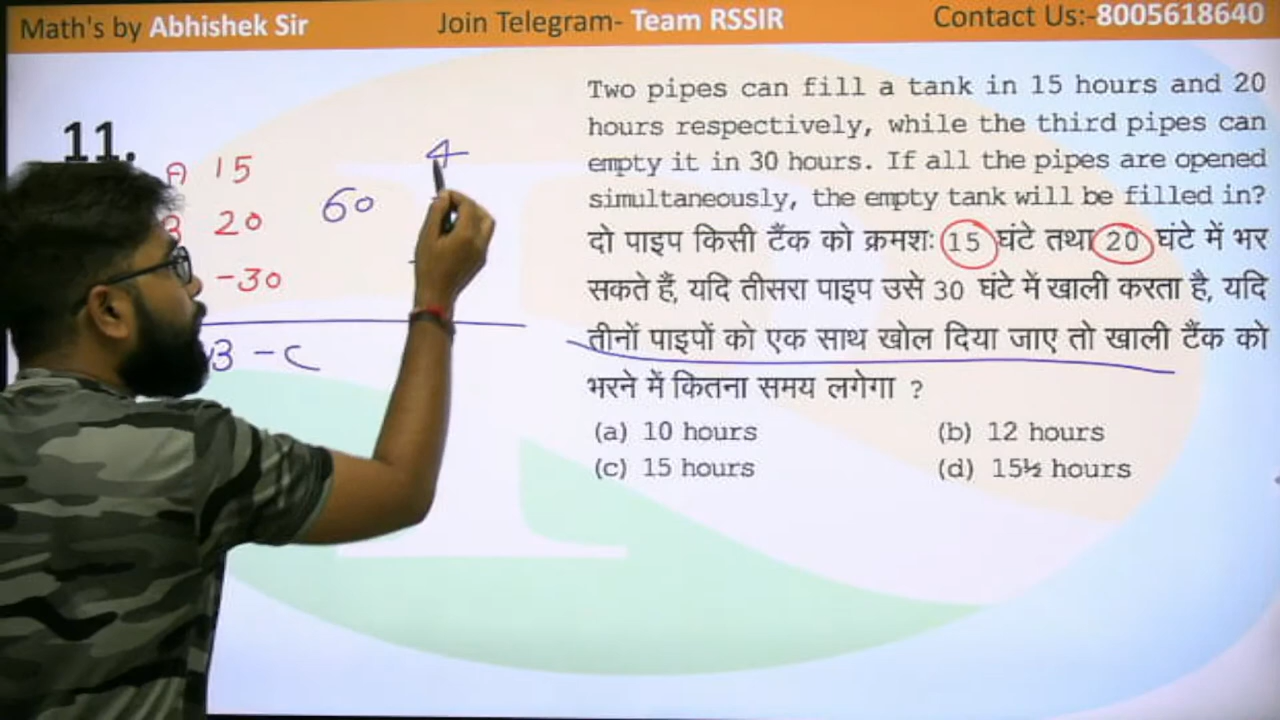 Math's by Abhishek Sir
Join Telegram- Team RSSIR
Contact Us:-8005618640
11.
A 15
20
-30
60
4
3 - C
Two pipes can fill a tank in 15 hours and 20
hours respectively, while the third pipes can
empty it in 30 hours. If all the pipes are opened
simultaneously, the empty tank will be filled in?
दो पाइप किसी टैंक को क्रमशः 15 घंटे तथा 20 घंटे में भर
सकते हैं, यदि तीसरा पाइप उसे 30 घंटे में खाली करता है, यदि
तीनों पाइपों को एक साथ खोल दिया जाए तो खाली टैंक को
भरने में कितना समय लगेगा ?
(a) 10 hours
(b) 12 hours
(c) 15 hours
(d) 15½ hours